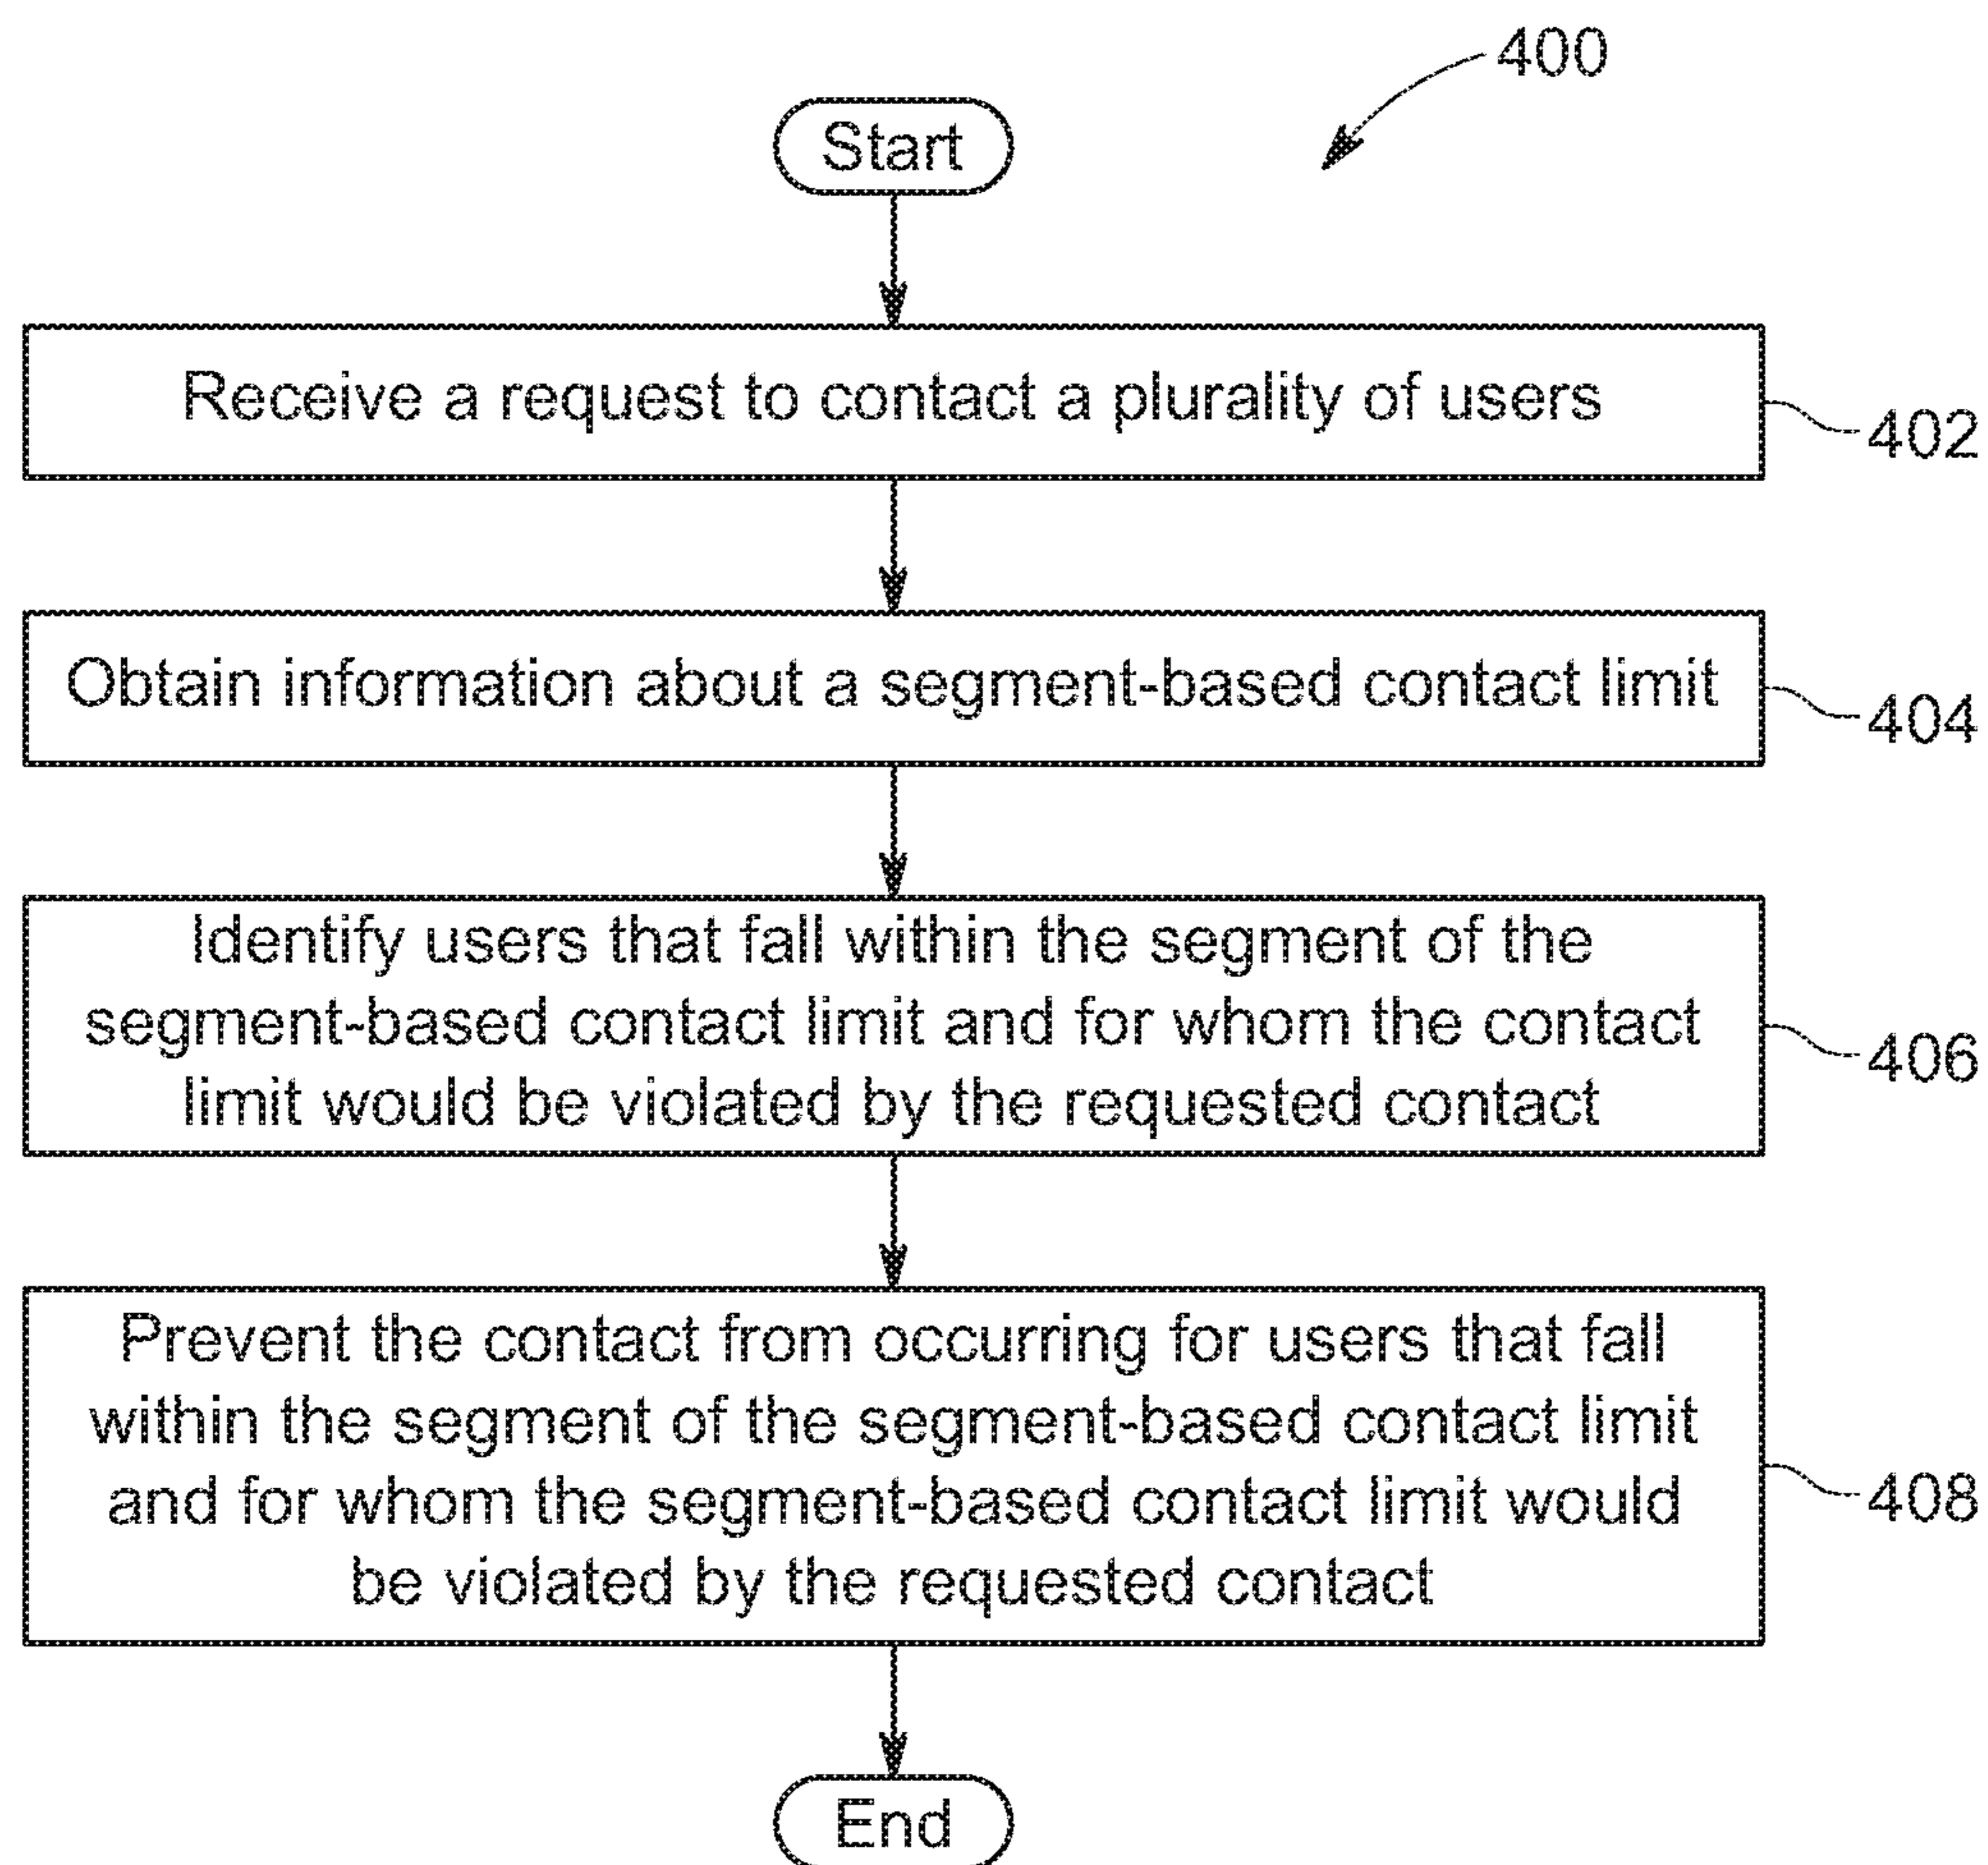 400
Start
Receive a request to contact a plurality of users
402
Obtain information about a segment-based contact limit
404
Identify users that fall within the segment of the
segment-based contact limit and for whom the contact
limit would be violated by the requested contact
406
Prevent the contact from occurring for users that fall
within the segment of the segment-based contact limit
and for whom the segment-based contact limit would
be violated by the requested contact
408
End